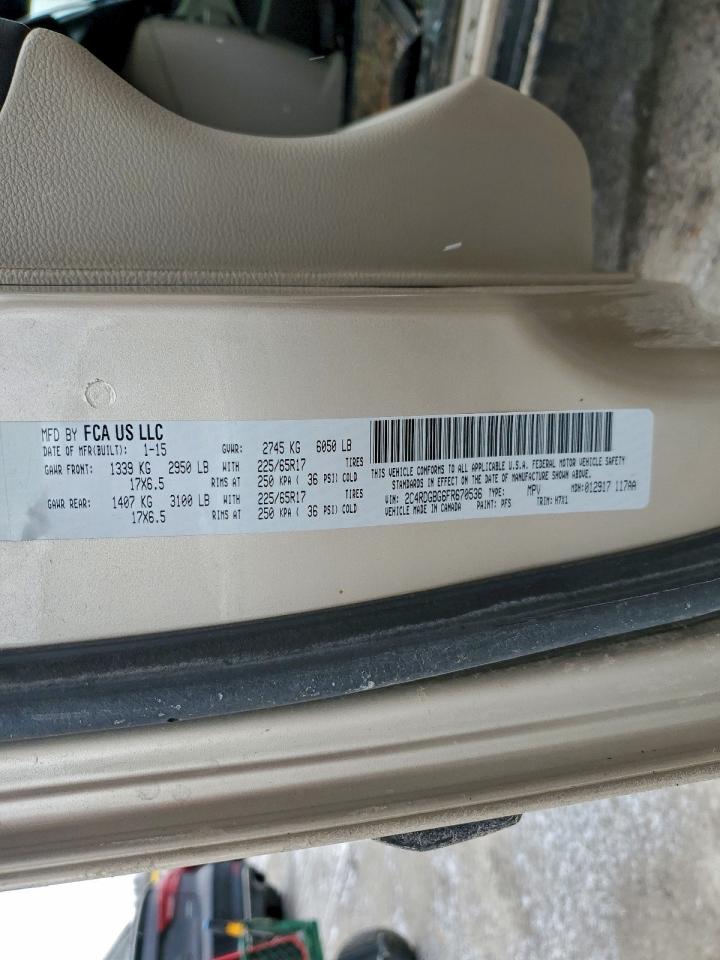 MFD BY FCA US LLC
DATE OF MFR(BUILT): 1-15 GVWR: 2745 KG 6050 LB
GAWR FRONT: 1339 KG 2950 LB WITH 225/65R17 TIRES
17X6.5 RIMS AT 250 KPA ( 36 PSI) COLD
GAWR REAR: 1407 KG 3100 LB WITH 225/65R17 TIRES
17X6.5 RIMS AT 250 KPA ( 36 PSI) COLD
THIS VEHICLE CONFORMS TO ALL APPLICABLE U.S.A. FEDERAL MOTOR VEHICLE SAFETY
STANDARDS IN EFFECT ON THE DATE OF MANUFACTURE SHOWN ABOVE.
VIN: 2C4RDGBG6FR670536 TYPE: MPV MDH:012917 117AA
VEHICLE MADE IN CANADA PAINT: PFS TRIM: H7X1